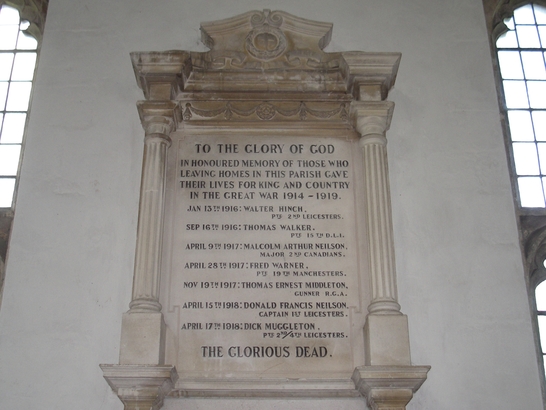 TO THE GLORY OF GOD
IN HONOURED MEMORY OF THOSE WHO
LEAVING HOMES IN THIS PARISH GAVE
THEIR LIVES FOR KING AND COUNTRY
IN THE GREAT WAR 1914 - 1919.
JAN 13TH 1916: WALTER HINCH,
PTE 2ND LEICESTERS.
SEP 16TH 1916: THOMAS WALKER,
PTE 15TH D.L.I.
APRIL 9TH 1917: MALCOLM ARTHUR NEILSON,
MAJOR 2ND CANADIANS.
APRIL 28TH 1917: FRED WARNER,
PTE 19TH MANCHESTERS.
NOV 19TH 1917: THOMAS ERNEST MIDDLETON,
GUNNER R.G.A.
APRIL 15TH 1918: DONALD FRANCIS NEILSON,
CAPTAIN 1ST LEICESTERS.
APRIL 17TH 1918: DICK MUGGLETON,
PTE LEICESTERS.
THE GLORIOUS DEAD.